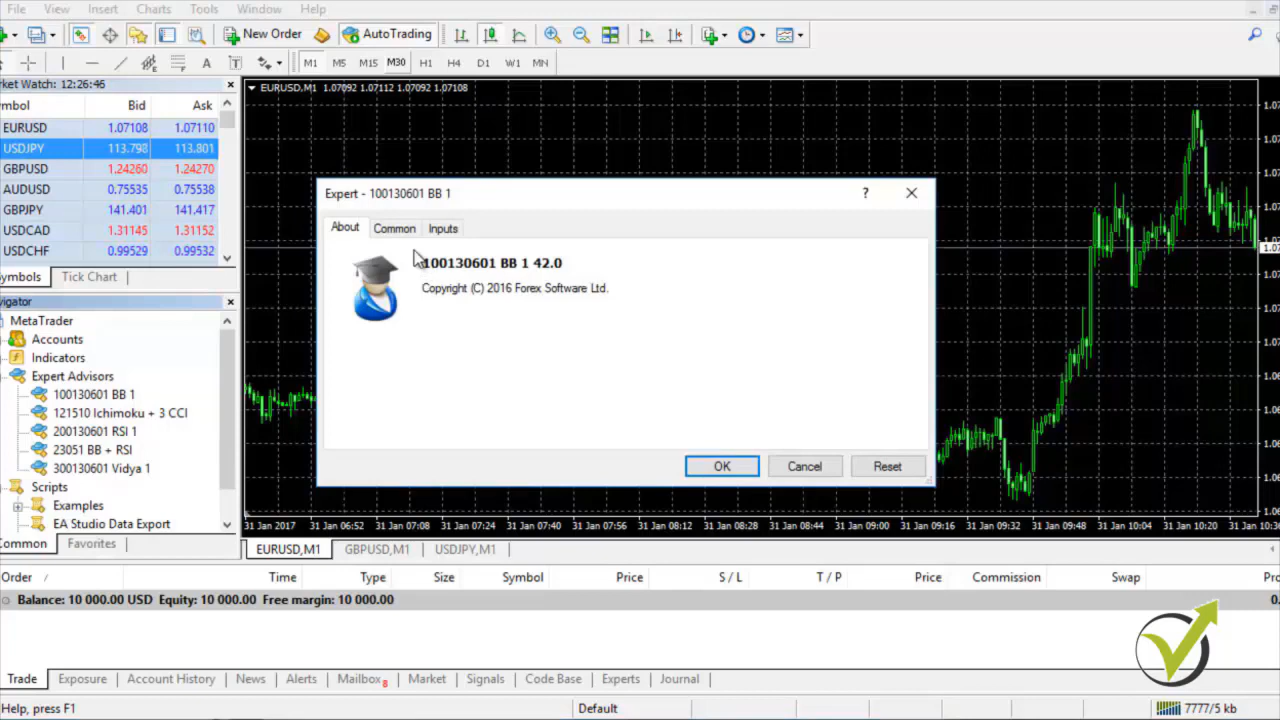 File View Insert Charts Tools Window Help
New Order AutoTrading
A T M1 M5 M15 M30 H1 H4 D1 W1 MN
rket Watch: 12:26:46
ymbol Bid Ask
EURUSD 1.07108 1.07110
USDJPY 113.798 113.801
GBPUSD 1.24260 1.24270
AUDUSD 0.75535 0.75538
GBPJPY 141.401 141.417
USDCAD 1.31145 1.31152
USDCHF 0.99529 0.99532
ymbols Tick Chart
vigator
MetaTrader
Accounts
Indicators
Expert Advisors
100130601 BB 1
121510 Ichimoku + 3 CCI
200130601 RSI 1
23051 BB + RSI
300130601 Vidya 1
Scripts
Examples
EA Studio Data Export
Common Favorites
EURUSD,M1 1.07092 1.07112 1.07092 1.07108
Expert - 100130601 BB 1 ?
About Common Inputs
100130601 BB 1 42.0
Copyright (C) 2016 Forex Software Ltd.
OK Cancel Reset
31 Jan 2017 31 Jan 06:52 31 Jan 07:08 31 Jan 07:24 31 Jan 07:40 31 Jan 07:56 31 Jan 08:12 31 Jan 08:28 31 Jan 08:44 31 Jan 09:00 31 Jan 09:16 31 Jan 09:32 31 Jan 09:48 31 Jan 10:04 31 Jan 10:20 31 Jan 10:36
EURUSD,M1 GBPUSD,M1 USDJPY,M1
Order / Time Type Size Symbol Price S / L T / P Price Commission Swap Pro
Balance: 10 000.00 USD Equity: 10 000.00 Free margin: 10 000.00 0.
Trade Exposure Account History News Alerts Mailbox 8 Market Signals Code Base Experts Journal
Help, press F1 Default 7777/5 kb